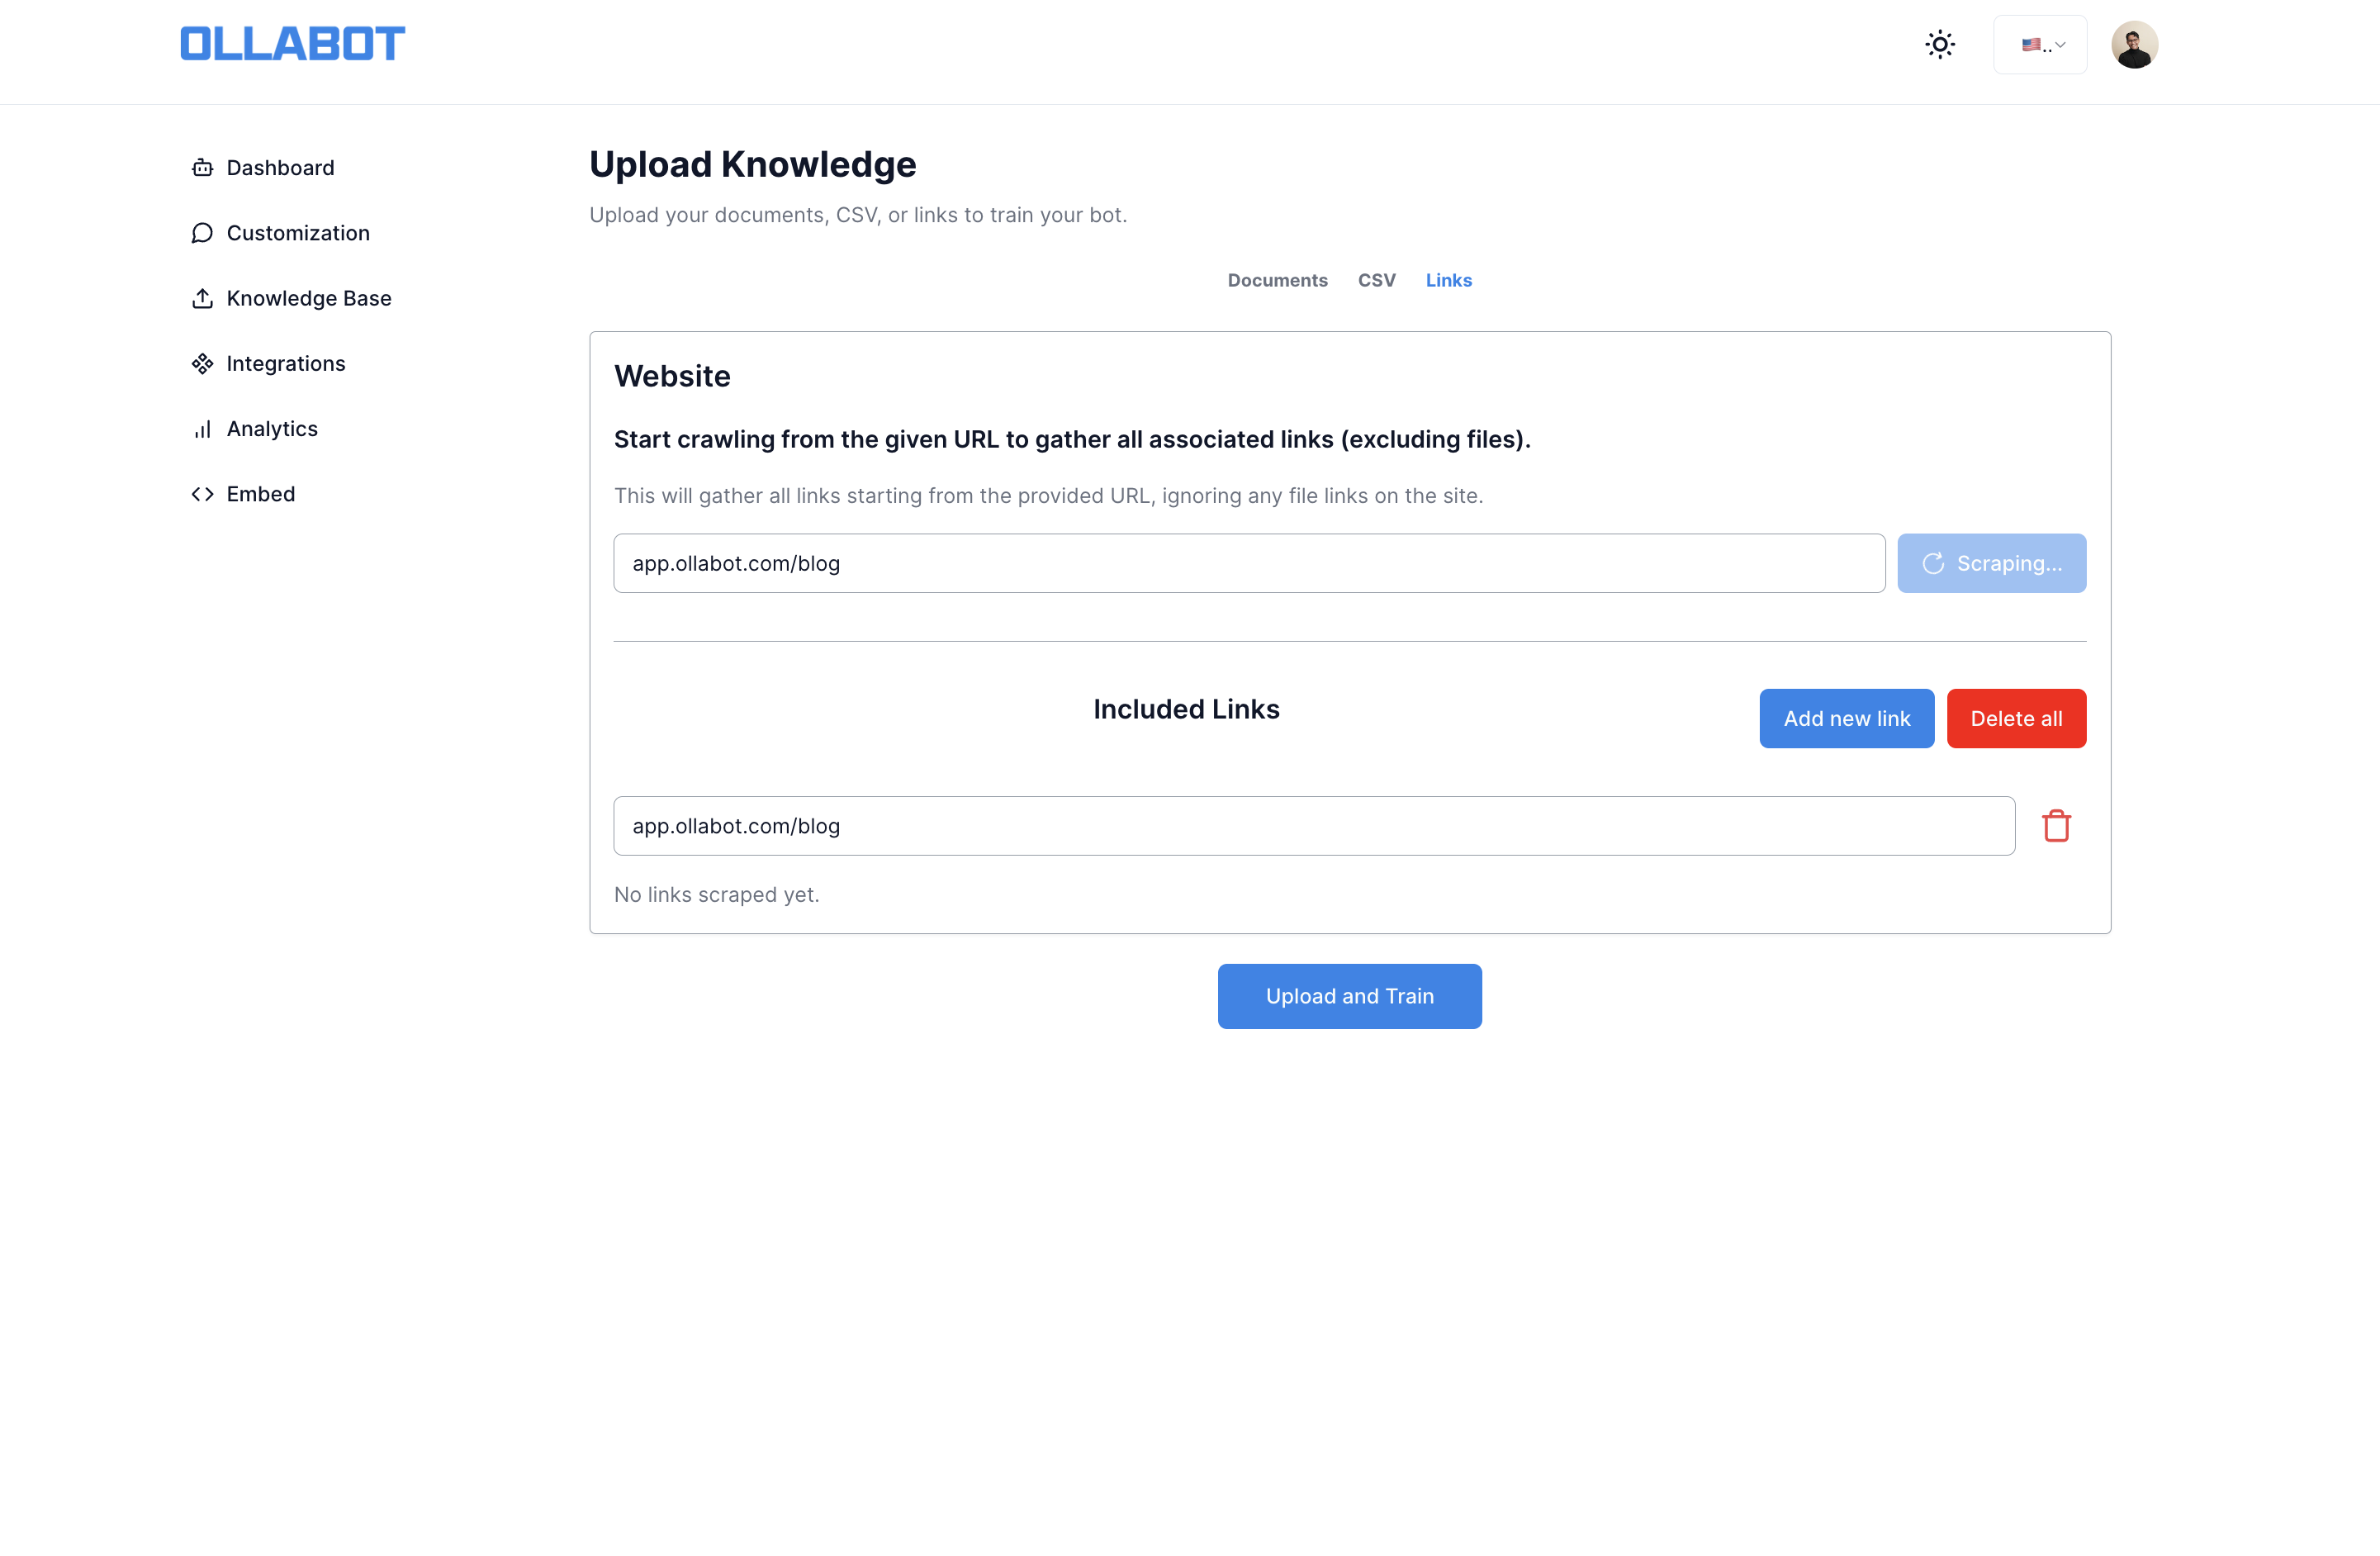 OLLABOT
..
Dashboard
Customization
Knowledge Base
Integrations
Analytics
Embed
Upload Knowledge
Upload your documents, CSV, or links to train your bot.
Documents CSV Links
Website
Start crawling from the given URL to gather all associated links (excluding files).
This will gather all links starting from the provided URL, ignoring any file links on the site.
app.ollabot.com/blog
Scraping...
Included Links
Add new link
Delete all
app.ollabot.com/blog
No links scraped yet.
Upload and Train